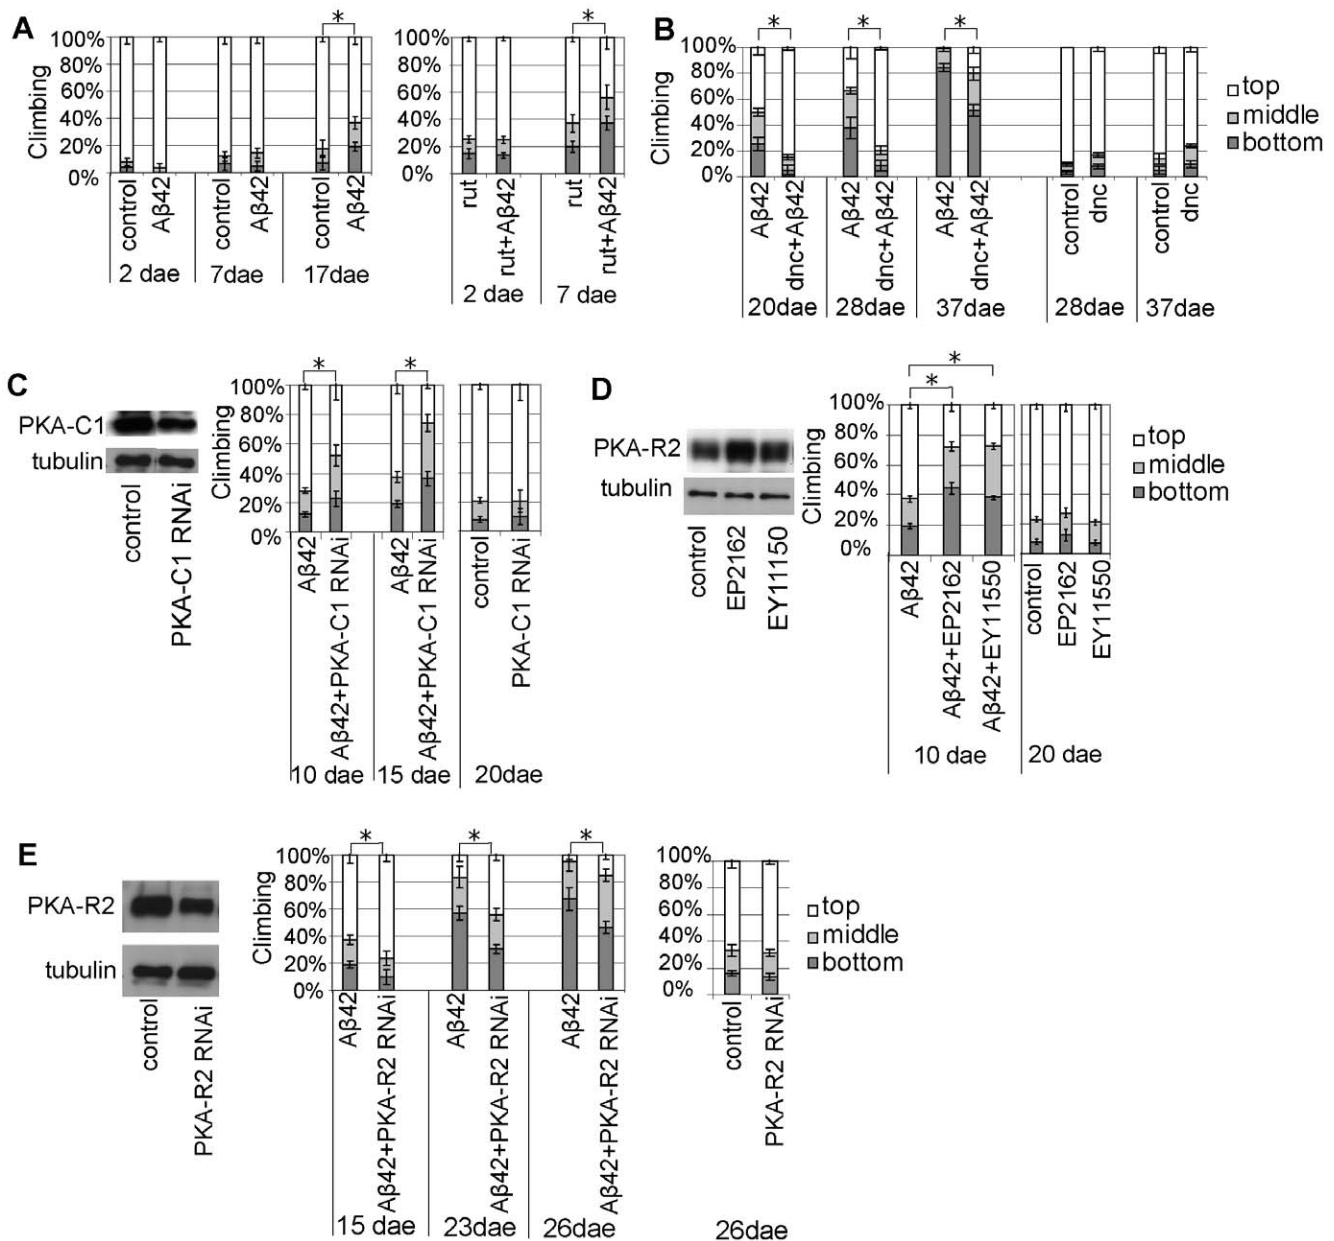 A
Climbing
100%
80%
60%
40%
20%
0%
*
control
Aβ42
control
Aβ42
control
Aβ42
2 dae
7dae
17dae
100%
80%
60%
40%
20%
0%
*
rut
rut+Aβ42
rut
rut+Aβ42
2 dae
7 dae
B
Climbing
100%
80%
60%
40%
20%
0%
*
*
*
Aβ42
dnc+Aβ42
Aβ42
dnc+Aβ42
Aβ42
dnc+Aβ42
control
dnc
control
dnc
20dae
28dae
37dae
28dae
37dae
top
middle
bottom
C
PKA-C1
tubulin
control
PKA-C1 RNAi
Climbing
100%
80%
60%
40%
20%
0%
*
*
Aβ42
Aβ42+PKA-C1 RNAi
Aβ42
Aβ42+PKA-C1 RNAi
control
PKA-C1 RNAi
10 dae
15 dae
20dae
D
PKA-R2
tubulin
control
EP2162
EY11150
Climbing
100%
80%
60%
40%
20%
0%
*
*
Aβ42
Aβ42+EP2162
Aβ42+EY11550
control
EP2162
EY11550
10 dae
20 dae
top
middle
bottom
E
PKA-R2
tubulin
control
PKA-R2 RNAi
Climbing
100%
80%
60%
40%
20%
0%
*
*
*
Aβ42
Aβ42+PKA-R2 RNAi
Aβ42
Aβ42+PKA-R2 RNAi
Aβ42
Aβ42+PKA-R2 RNAi
15 dae
23dae
26dae
100%
80%
60%
40%
20%
0%
control
PKA-R2 RNAi
26dae
top
middle
bottom